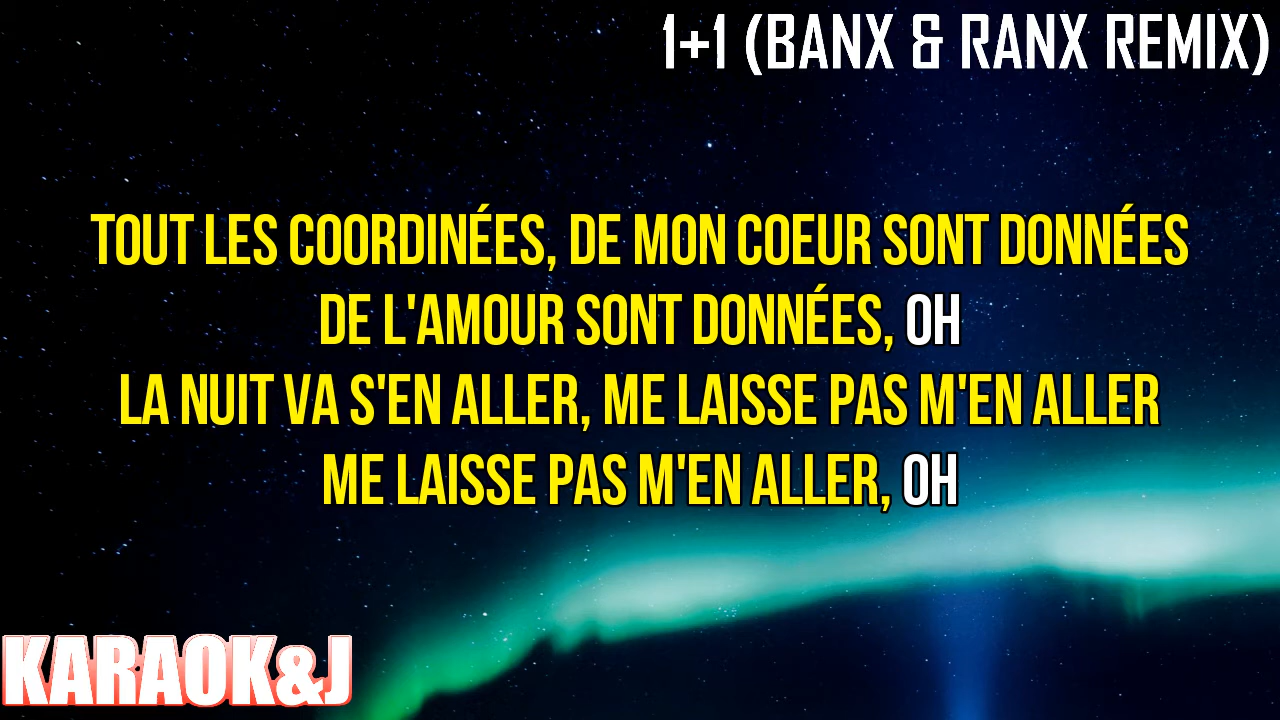 1+1 (BANX & RANX REMIX)
TOUT LES COORDINÉES, DE MON COEUR SONT DONNÉES
DE L'AMOUR SONT DONNÉES, OH
LA NUIT VA S'EN ALLER, ME LAISSE PAS M'EN ALLER
ME LAISSE PAS M'EN ALLER, OH
KARAOK&J